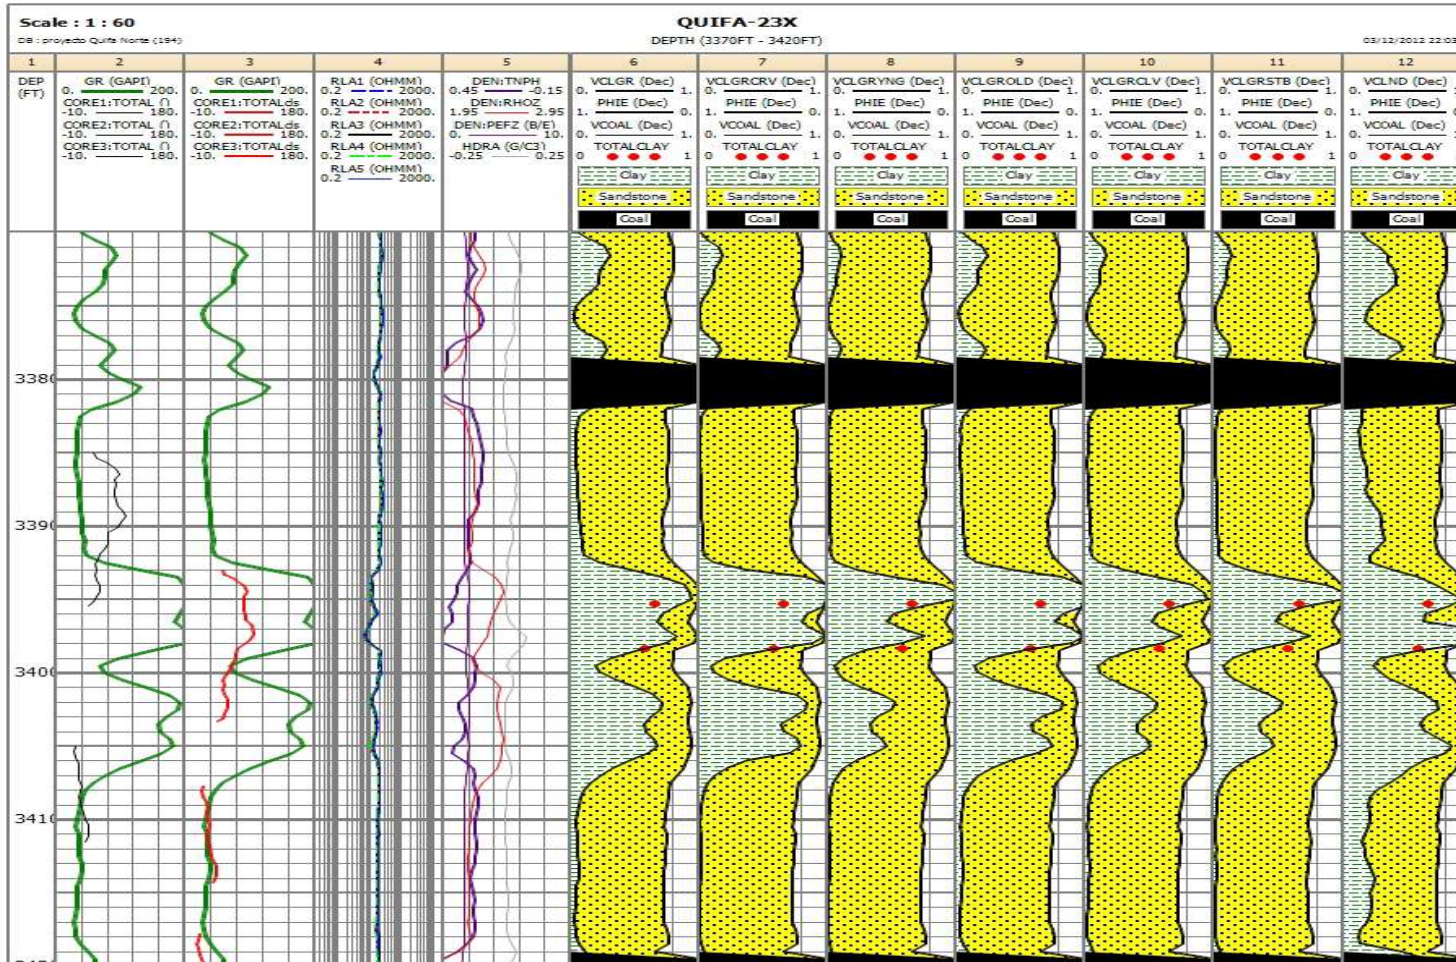 Scale : 1 : 60
QUIFA-23X
DB : proyecto Quifa Norte (194)
DEPTH (3370FT - 3420FT)
03/12/2012 22:03
1 2 3 4 5 6 7 8 9 10 11 12
DEP GR (GAPI) GR (GAPI) RLA1 (OHMM) DEN:TNPH VCLGR (Dec) VCLGRCRV (Dec) VCLGRYNG (Dec) VCLGROLD (Dec) VCLGRCLV (Dec) VCLGRSTB (Dec) VCLND (Dec)
(FT) 0. 200. 0. 200. 0.2 2000. 0.45 -0.15 0. 1. 0. 1. 0. 1. 0. 1. 0. 1. 0. 1. 0. 1.
CORE1:TOTAL () CORE1:TOTALds RLA2 (OHMM) DEN:RHOZ PHIE (Dec) PHIE (Dec) PHIE (Dec) PHIE (Dec) PHIE (Dec) PHIE (Dec) PHIE (Dec)
-10. 180. -10. 180. 0.2 2000. 1.95 2.95 1. 0. 1. 0. 1. 0. 1. 0. 1. 0. 1. 0. 1. 0.
CORE2:TOTAL () CORE2:TOTALds RLA3 (OHMM) DEN:PEFZ (B/E) VCOAL (Dec) VCOAL (Dec) VCOAL (Dec) VCOAL (Dec) VCOAL (Dec) VCOAL (Dec) VCOAL (Dec)
-10. 180. -10. 180. 0.2 2000. 0. 10. 0. 1. 0. 1. 0. 1. 0. 1. 0. 1. 0. 1. 0. 1.
CORE3:TOTAL () CORE3:TOTALds RLA4 (OHMM) HDRA (G/C3) TOTALCLAY TOTALCLAY TOTALCLAY TOTALCLAY TOTALCLAY TOTALCLAY TOTALCLAY
-10. 180. -10. 180. 0.2 2000. -0.25 0.25 0 1 0 1 0 1 0 1 0 1 0 1 0 1
RLA5 (OHMM) Clay Clay Clay Clay Clay Clay Clay
0.2 2000.
Sandstone Sandstone Sandstone Sandstone Sandstone Sandstone Sandstone
Coal Coal Coal Coal Coal Coal Coal
3380
3390
3400
3410